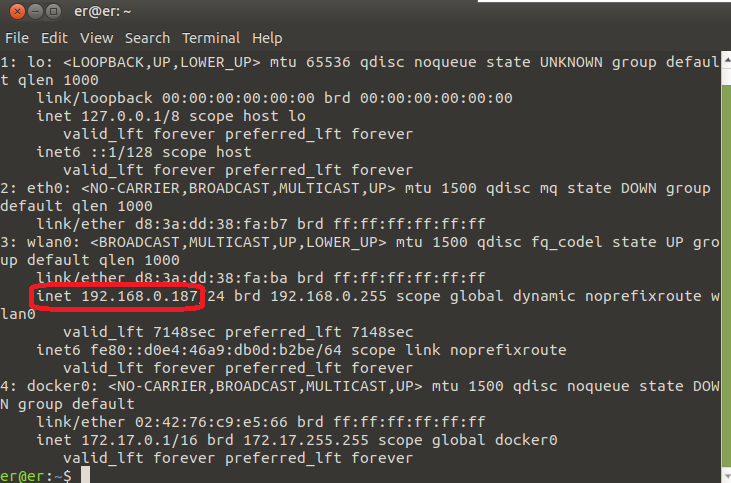 er@er: ~
File Edit View Search Terminal Help
1: lo: <LOOPBACK,UP,LOWER_UP> mtu 65536 qdisc noqueue state UNKNOWN group defaul
t qlen 1000
    link/loopback 00:00:00:00:00:00 brd 00:00:00:00:00:00
    inet 127.0.0.1/8 scope host lo
       valid_lft forever preferred_lft forever
    inet6 ::1/128 scope host
       valid_lft forever preferred_lft forever
2: eth0: <NO-CARRIER,BROADCAST,MULTICAST,UP> mtu 1500 qdisc mq state DOWN group
default qlen 1000
    link/ether d8:3a:dd:38:fa:b7 brd ff:ff:ff:ff:ff:ff
3: wlan0: <BROADCAST,MULTICAST,UP,LOWER_UP> mtu 1500 qdisc fq_codel state UP gro
up default qlen 1000
    link/ether d8:3a:dd:38:fa:ba brd ff:ff:ff:ff:ff:ff
    inet 192.168.0.187/24 brd 192.168.0.255 scope global dynamic noprefixroute w
lan0
       valid_lft 7148sec preferred_lft 7148sec
    inet6 fe80::d0e4:46a9:db0d:b2be/64 scope link noprefixroute
       valid_lft forever preferred_lft forever
4: docker0: <NO-CARRIER,BROADCAST,MULTICAST,UP> mtu 1500 qdisc noqueue state DOW
N group default
    link/ether 02:42:76:c9:e5:66 brd ff:ff:ff:ff:ff:ff
    inet 172.17.0.1/16 brd 172.17.255.255 scope global docker0
       valid_lft forever preferred_lft forever
er@er:~$